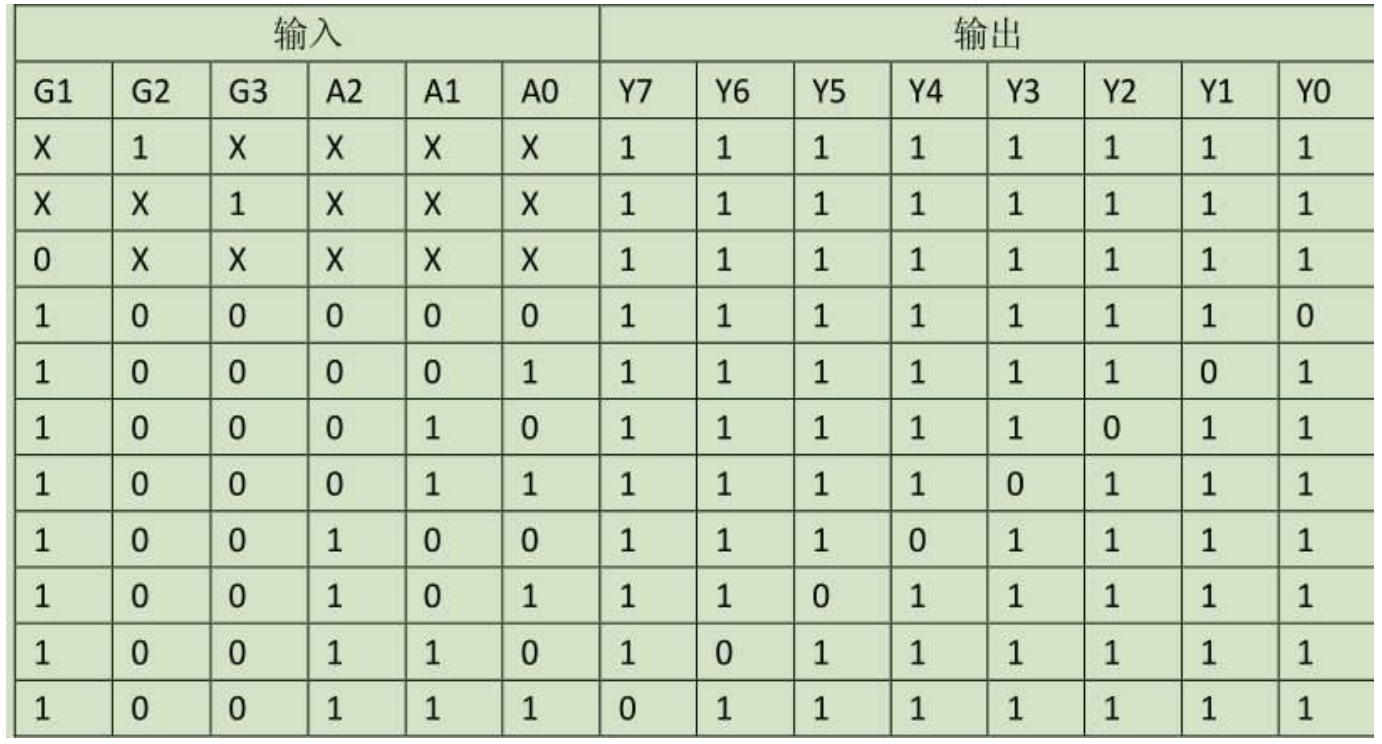 输入 输出
G1 G2 G3 A2 A1 A0 Y7 Y6 Y5 Y4 Y3 Y2 Y1 Y0
X 1 X X X X 1 1 1 1 1 1 1 1
X X 1 X X X 1 1 1 1 1 1 1 1
0 X X X X X 1 1 1 1 1 1 1 1
1 0 0 0 0 0 1 1 1 1 1 1 1 0
1 0 0 0 0 1 1 1 1 1 1 1 0 1
1 0 0 0 1 0 1 1 1 1 1 0 1 1
1 0 0 0 1 1 1 1 1 1 0 1 1 1
1 0 0 1 0 0 1 1 1 0 1 1 1 1
1 0 0 1 0 1 1 1 0 1 1 1 1 1
1 0 0 1 1 0 1 0 1 1 1 1 1 1
1 0 0 1 1 1 0 1 1 1 1 1 1 1